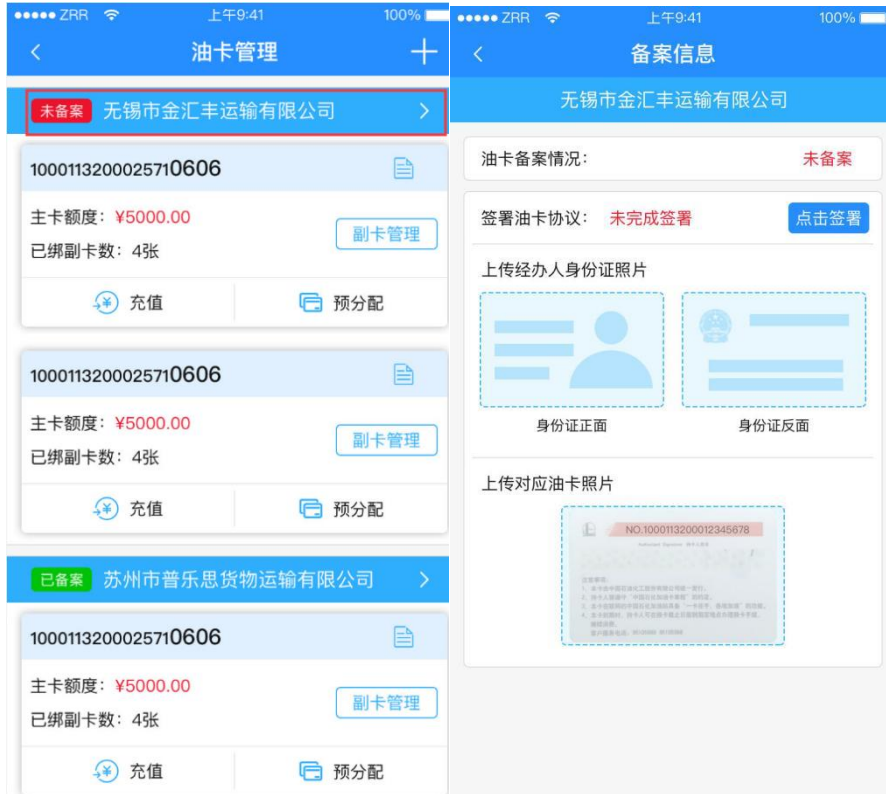 ZRR 上午9:41 100%
油卡管理
未备案 无锡市金汇丰运输有限公司
1000113200025710606
主卡额度：¥5000.00
副卡管理
已绑副卡数：4张
充值 预分配
1000113200025710606
主卡额度：¥5000.00
副卡管理
已绑副卡数：4张
充值 预分配
已备案 苏州市普乐思货物运输有限公司
1000113200025710606
主卡额度：¥5000.00
副卡管理
已绑副卡数：4张
充值 预分配
ZRR 上午9:41 100%
备案信息
无锡市金汇丰运输有限公司
油卡备案情况： 未备案
签署油卡协议： 未完成签署 点击签署
上传经办人身份证照片
身份证正面 身份证反面
上传对应油卡照片
NO.1000113200012345678